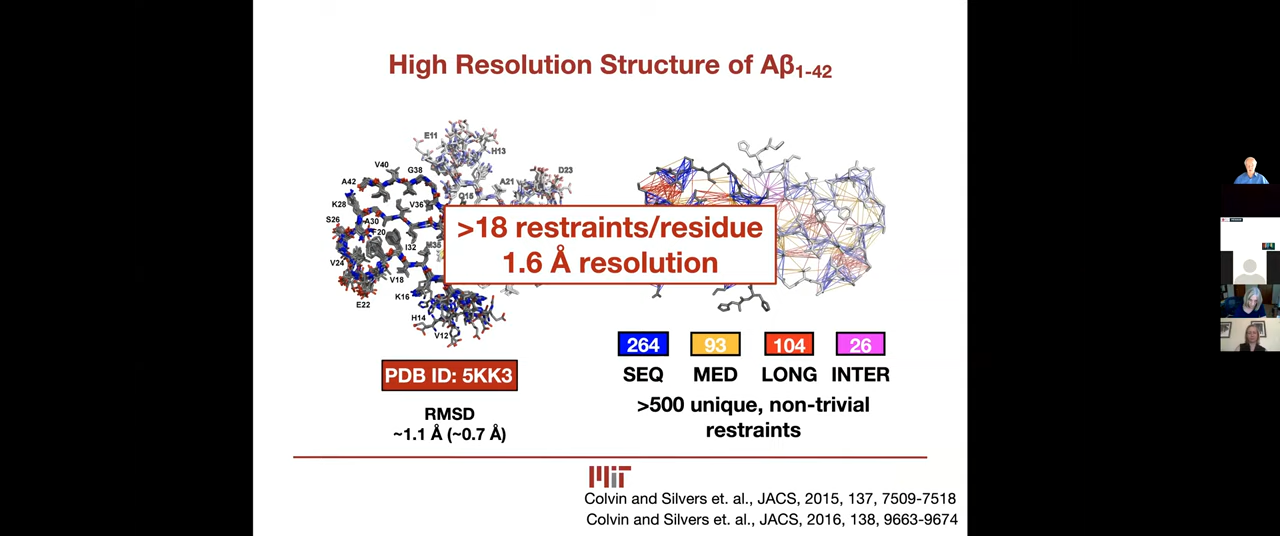 High Resolution Structure of Aβ1-42
E11
H13
V40
G38
A42
A21
D23
Q15
K28
V36
S26
A30
F20
>18 restraints/residue
1.6 Å resolution
I32
M35
V24
V18
E22
K16
H14
V12
264
93
104
26
SEQ
MED
LONG
INTER
PDB ID: 5KK3
>500 unique, non-trivial
restraints
RMSD
~1.1 Å (~0.7 Å)
MIT
Colvin and Silvers et. al., JACS, 2015, 137, 7509-7518
Colvin and Silvers et. al., JACS, 2016, 138, 9663-9674